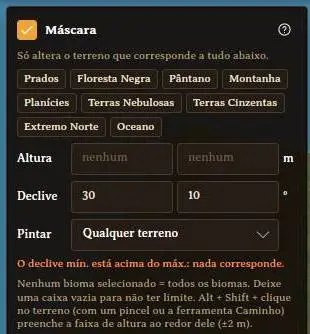 Máscara
Só altera o terreno que corresponde a tudo abaixo.
Prados Floresta Negra Pântano Montanha
Planícies Terras Nebulosas Terras Cinzentas
Extremo Norte Oceano
Altura nenhum nenhum m
Declive 30 10 °
Pintar Qualquer terreno
O declive mín. está acima do máx.: nada corresponde.
Nenhum bioma selecionado = todos os biomas. Deixe
uma caixa vazia para não ter limite. Alt + Shift + clique
no terreno (com um pincel ou a ferramenta Caminho)
preenche a faixa de altura ao redor dele (±2 m).